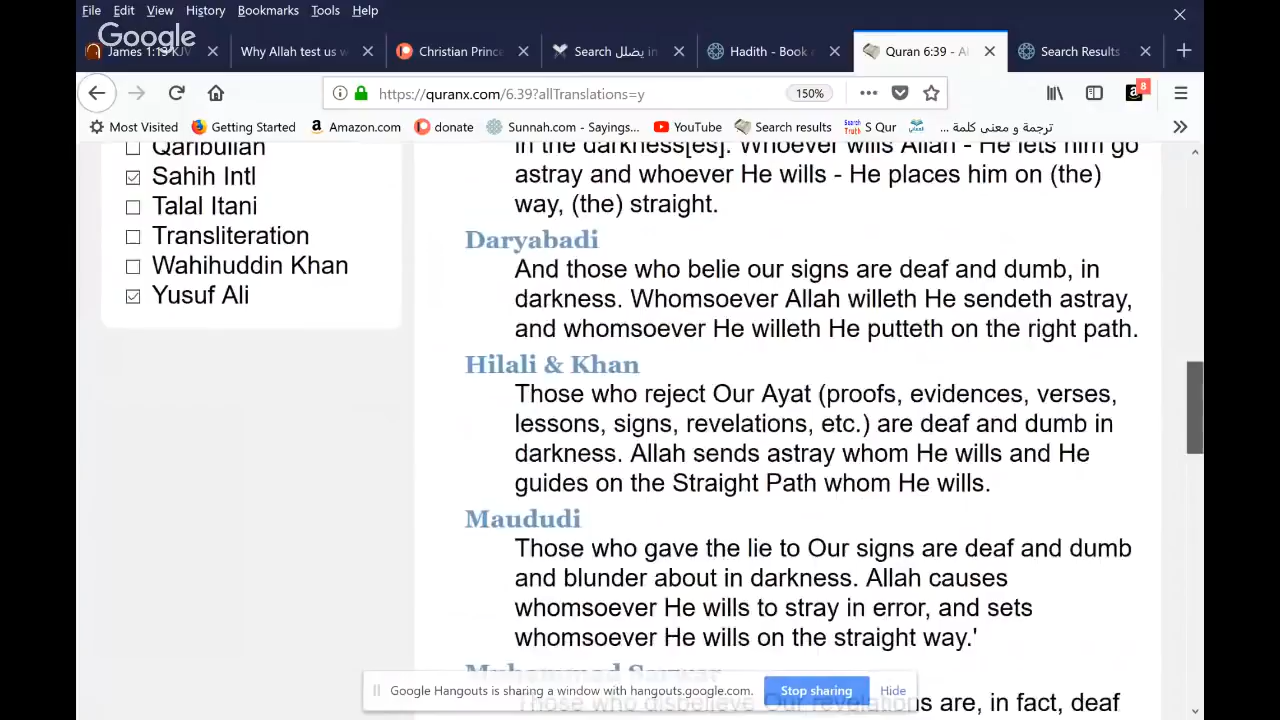 File Edit View History Bookmarks Tools Help
Google
James 1:13 KJV
Why Allah test us w
Christian Prince
Search يضلل in
Hadith - Book
Quran 6:39 - Al
Search Results
https://quranx.com/6.39?allTranslations=y
150%
8
Most Visited Getting Started Amazon.com donate Sunnah.com - Sayings... YouTube Search results S Qur ترجمة و معنى كلمة ...
Qaribullah
Sahih Intl
Talal Itani
Transliteration
Wahihuddin Khan
Yusuf Ali
in the darkness[es]. Whoever wills Allah - He lets him go
astray and whoever He wills - He places him on (the)
way, (the) straight.
Daryabadi
And those who belie our signs are deaf and dumb, in
darkness. Whomsoever Allah willeth He sendeth astray,
and whomsoever He willeth He putteth on the right path.
Hilali & Khan
Those who reject Our Ayat (proofs, evidences, verses,
lessons, signs, revelations, etc.) are deaf and dumb in
darkness. Allah sends astray whom He wills and He
guides on the Straight Path whom He wills.
Maududi
Those who gave the lie to Our signs are deaf and dumb
and blunder about in darkness. Allah causes
whomsoever He wills to stray in error, and sets
whomsoever He wills on the straight way.'
Muhammad Sarwar
Those who disbelieve Our revelations are, in fact, deaf
Google Hangouts is sharing a window with hangouts.google.com.
Stop sharing
Hide